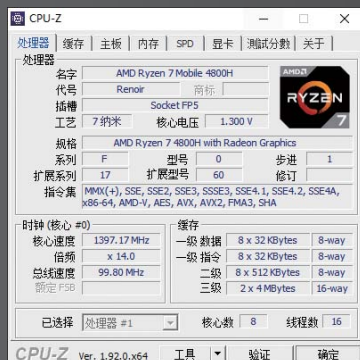 CPU-Z
处理器 缓存 主板 内存 SPD 显卡 測試分數 关于
处理器
名字 AMD Ryzen 7 Mobile 4800H
代号 Renoir 商标
插槽 Socket FP5
工艺 7 纳米 核心电压 1.300 V
AMD RYZEN 7
规格 AMD Ryzen 7 4800H with Radeon Graphics
系列 F 型号 0 步进 1
扩展系列 17 扩展型号 60 修订
指令集 MMX(+), SSE, SSE2, SSE3, SSSE3, SSE4.1, SSE4.2, SSE4A,
x86-64, AMD-V, AES, AVX, AVX2, FMA3, SHA
时钟 (核心 #0) 缓存
核心速度 1397.17 MHz 一级 数据 8 x 32 KBytes 8-way
倍频 x 14.0 一级 指令 8 x 32 KBytes 8-way
总线速度 99.80 MHz 二级 8 x 512 KBytes 8-way
额定 FSB 三级 2 x 4 MBytes 16-way
已选择 处理器 #1 核心数 8 线程数 16
CPU-Z Ver. 1.92.0.x64 工具 验证 确定